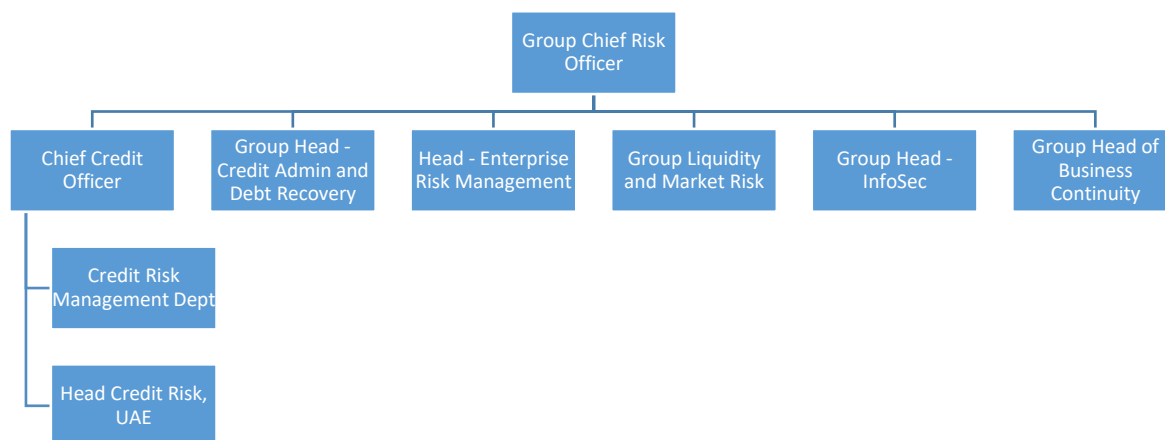 Group Chief Risk
Officer
Chief Credit
Officer
Group Head -
Credit Admin and
Debt Recovery
Head - Enterprise
Risk Management
Group Liquidity
and Market Risk
Group Head -
InfoSec
Group Head of
Business
Continuity
Credit Risk
Management Dept
Head Credit Risk,
UAE